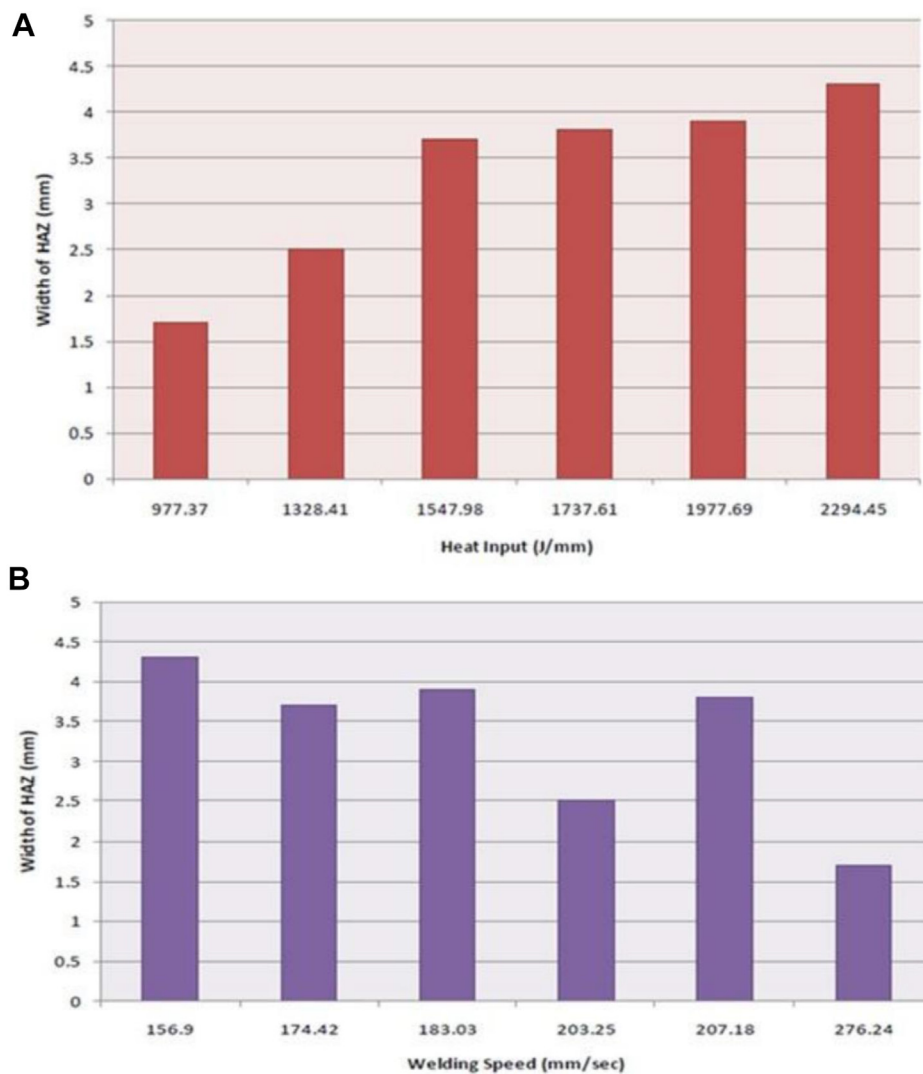 A
Width of HAZ (mm)
5
4.5
4
3.5
3
2.5
2
1.5
1
0.5
0
977.37 1328.41 1547.98 1737.61 1977.69 2294.45
Heat Input (J/mm)
B
Widthof HAZ (mm)
5
4.5
4
3.5
3
2.5
2
1.5
1
0.5
0
156.9 174.42 183.03 203.25 207.18 276.24
Welding Speed (mm/sec)